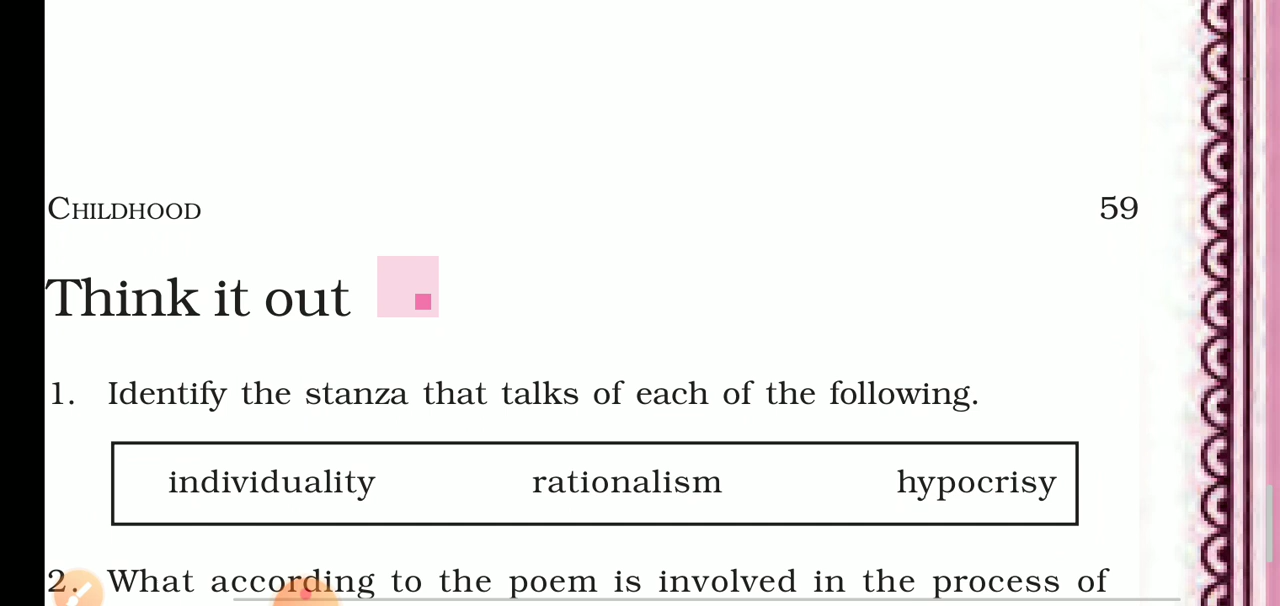 CHILDHOOD 59
Think it out
1. Identify the stanza that talks of each of the following.
individuality rationalism hypocrisy
2. What according to the poem is involved in the process of